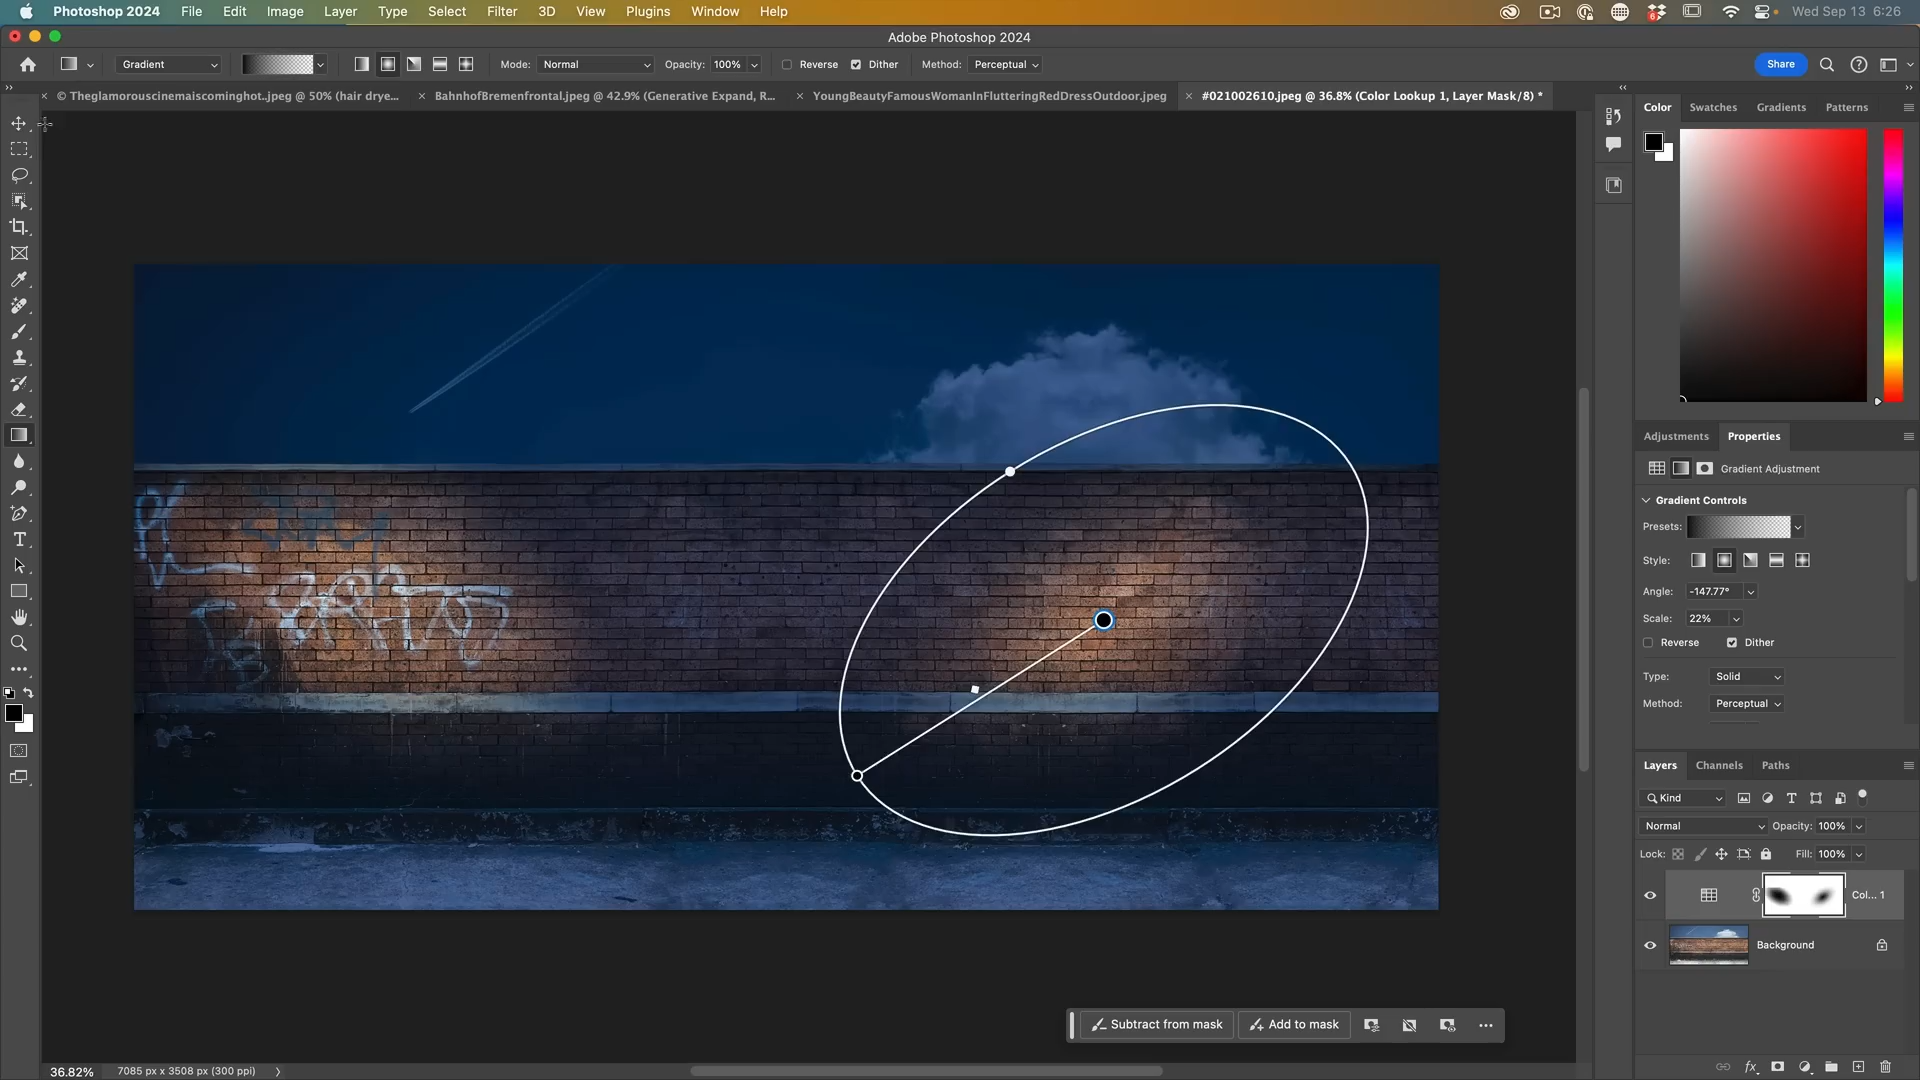 Photoshop 2024 File Edit Image Layer Type Select Filter 3D View Plugins Window Help Wed Sep 13 6:26
Adobe Photoshop 2024
Gradient Mode: Normal Opacity: 100% Reverse Dither Method: Perceptual Share
© Theglamorouscinemaiscominghot..jpeg @ 50% (hair drye... BahnhofBremenfrontal.jpeg @ 42.9% (Generative Expand, R... YoungBeautyFamousWomanInFlutteringRedDressOutdoor.jpeg #021002610.jpeg @ 36.8% (Color Lookup 1, Layer Mask/8) *
Color Swatches Gradients Patterns
Adjustments Properties
Gradient Adjustment
Gradient Controls
Presets:
Style:
Angle: -147.77°
Scale: 22%
Reverse Dither
Type: Solid
Method: Perceptual
Layers Channels Paths
Kind
Normal Opacity: 100%
Lock: Fill: 100%
Col... 1
Background
Subtract from mask Add to mask
36.82% 7085 px x 3508 px (300 ppi)